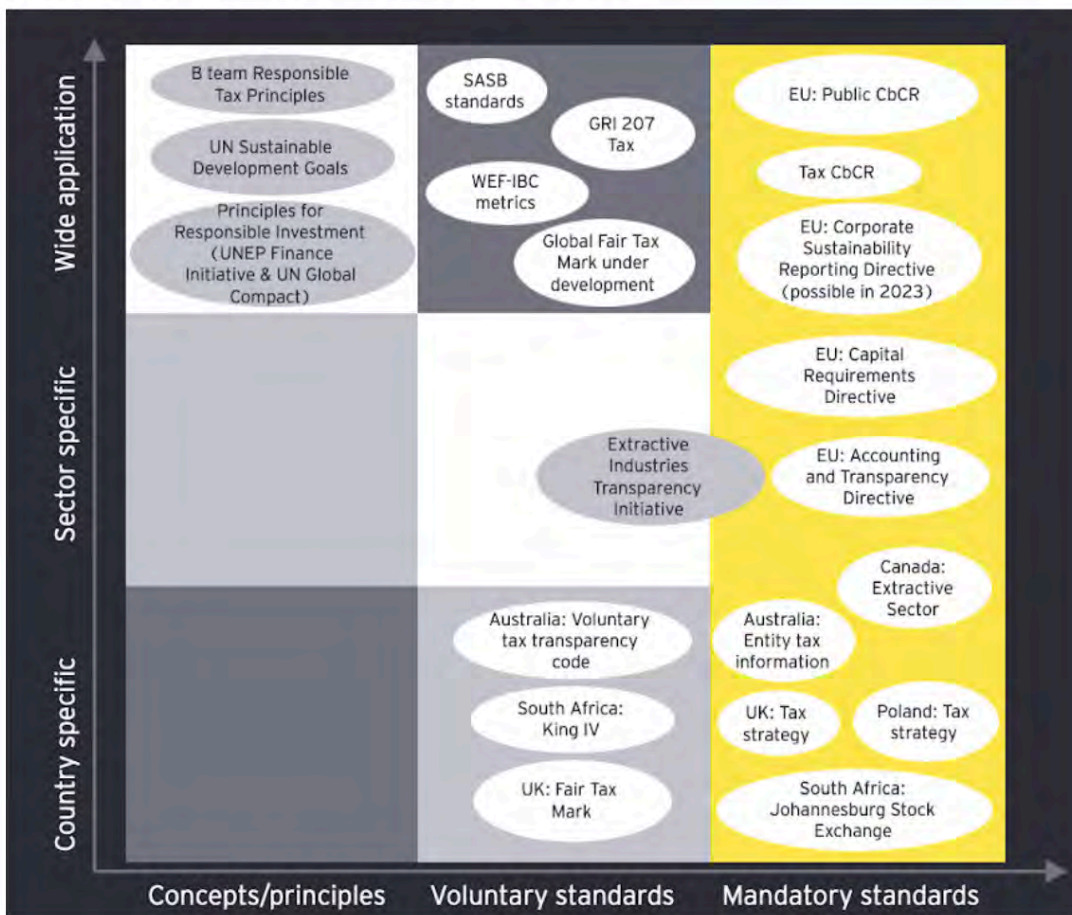 Wide application
Sector specific
Country specific
B team Responsible
Tax Principles
UN Sustainable
Development Goals
Principles for
Responsible Investment
(UNEP Finance
Initiative & UN Global
Compact)
SASB
standards
GRI 207
Tax
WEF-IBC
metrics
Global Fair Tax
Mark under
development
EU: Public CbCR
Tax CbCR
EU: Corporate
Sustainability
Reporting Directive
(possible in 2023)
EU: Capital
Requirements
Directive
Extractive
Industries
Transparency
Initiative
EU: Accounting
and Transparency
Directive
Canada:
Extractive
Sector
Australia: Voluntary
tax transparency
code
Australia:
Entity tax
information
South Africa:
King IV
UK: Tax
strategy
Poland: Tax
strategy
UK: Fair Tax
Mark
South Africa:
Johannesburg Stock
Exchange
Concepts/principles
Voluntary standards
Mandatory standards